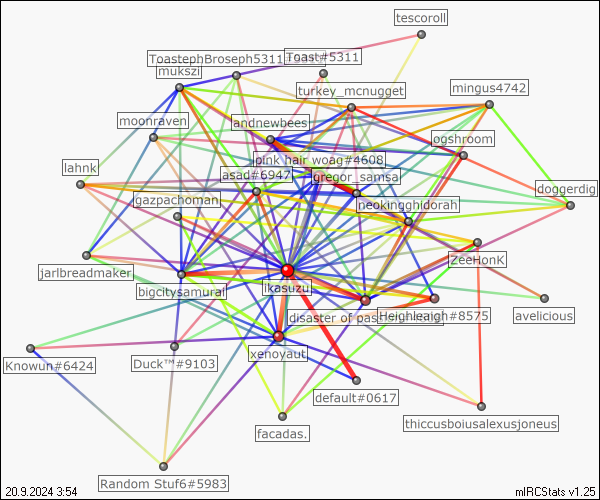 tescoroll
ToastephBroseph5311
Toast#5311
mukszi
turkey_mcnugget
mingus4742
moonraven
andnewbees
ogshroom
pink hair woag#4608
lahnk
asad#6947
gregor_samsa
doggerdig
gazpachoman
neokingghidorah
ZeeHonK
jarlbreadmaker
bigcitysamurai
ikasuzu
disaster of pas
Heighleaigh#8575
avelicious
xenoyaut
Knowun#6424
Duck™#9103
default#0617
thiccusboiusalexusjoneus
facadas.
Random Stuf6#5983
20.9.2024 3:54
mIRCStats v1.25